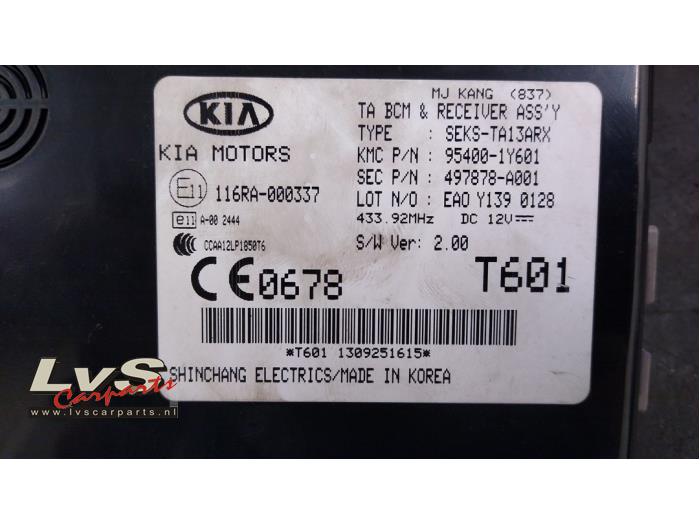 MJ KANG (837)
KIA
KIA MOTORS
TA BCM & RECEIVER ASS'Y
TYPE : SEKS-TA13ARX
KMC P/N : 95400-1Y601
SEC P/N : 497878-A001
LOT N/O : EAO Y139 0128
433.92MHz DC 12V
S/W Ver: 2.00
E11 116RA-000337
e11 A-00 2444
CCAA12LP1850T6
CE0678
T601
*T601 1309251615*
SHINCHANG ELECTRICS/MADE IN KOREA
LvS
Carparts
www.lvscarparts.nl